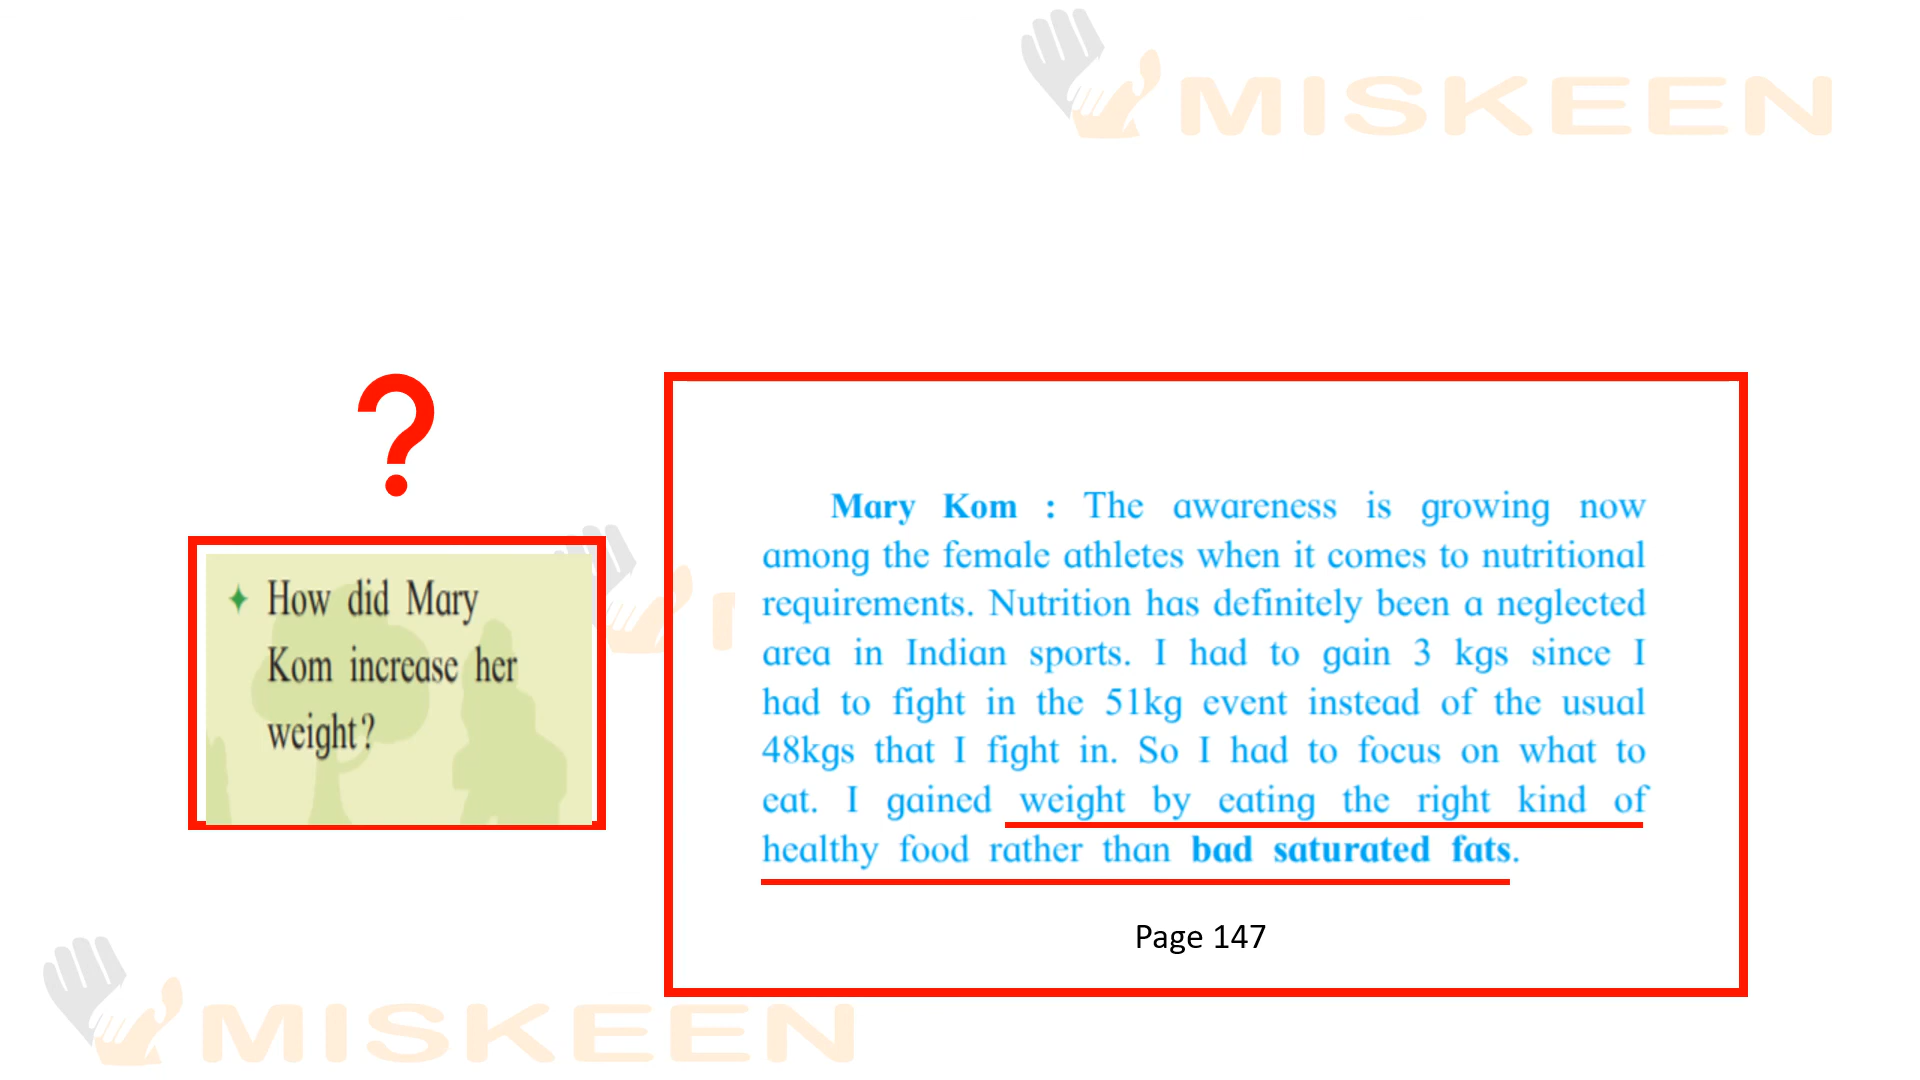 MISKEEN
?
✦ How did Mary
Kom increase her
weight?
Mary Kom : The awareness is growing now
among the female athletes when it comes to nutritional
requirements. Nutrition has definitely been a neglected
area in Indian sports. I had to gain 3 kgs since I
had to fight in the 51kg event instead of the usual
48kgs that I fight in. So I had to focus on what to
eat. I gained weight by eating the right kind of
healthy food rather than bad saturated fats.
Page 147
MISKEEN